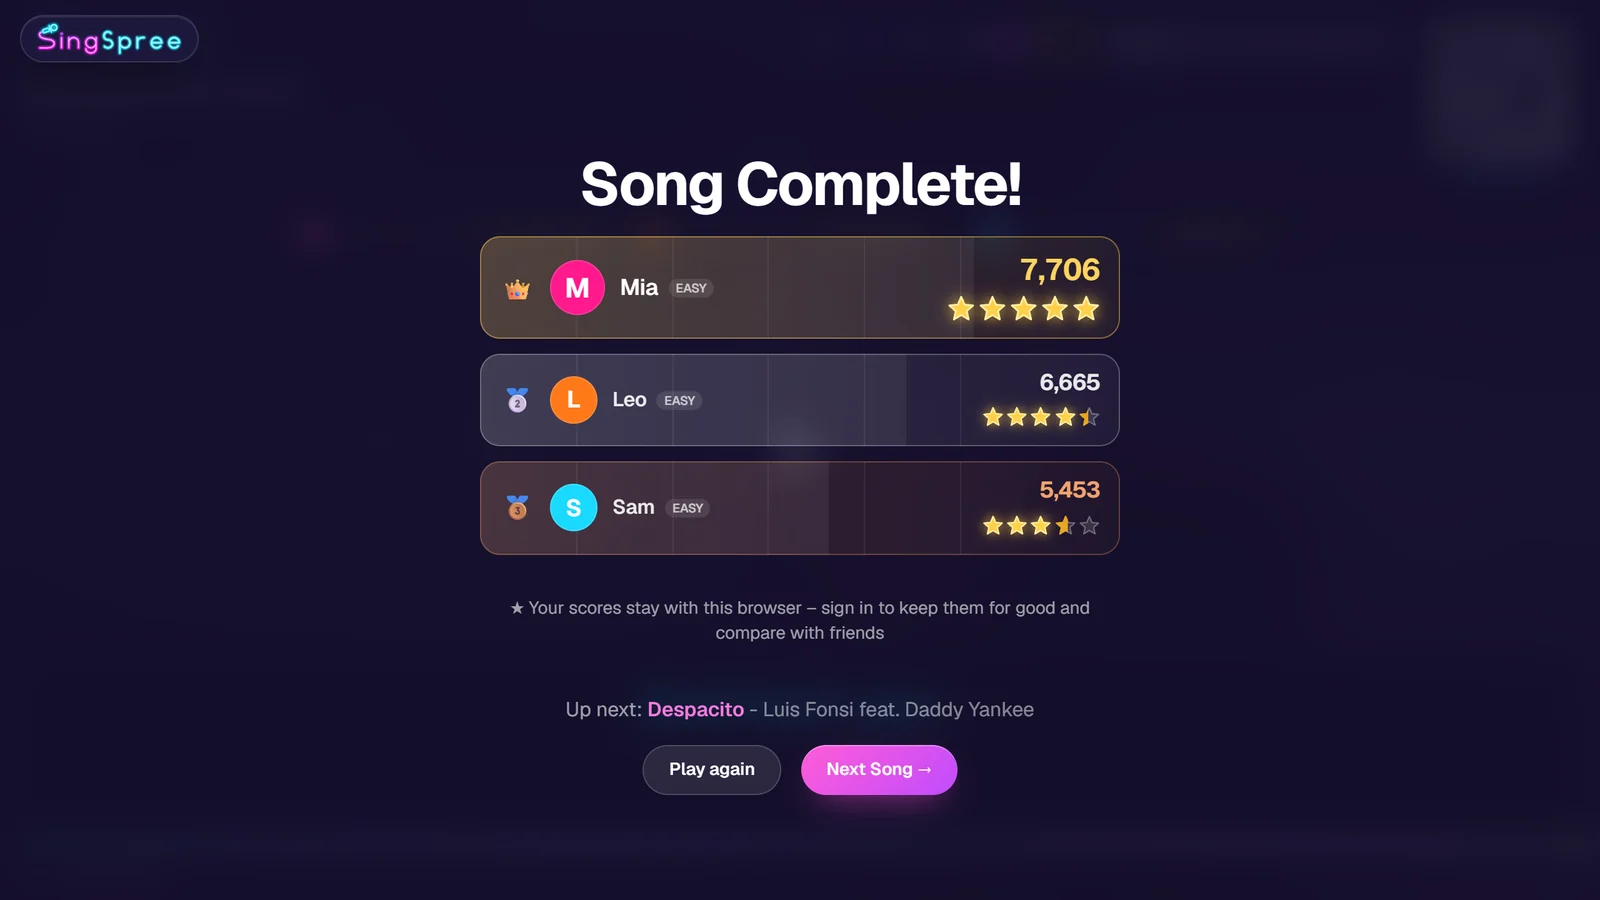 SingSpree
Song Complete!
M Mia EASY 7,706
2 L Leo EASY 6,665
3 S Sam EASY 5,453
★ Your scores stay with this browser – sign in to keep them for good and
compare with friends
Up next: Despacito - Luis Fonsi feat. Daddy Yankee
Play again Next Song →